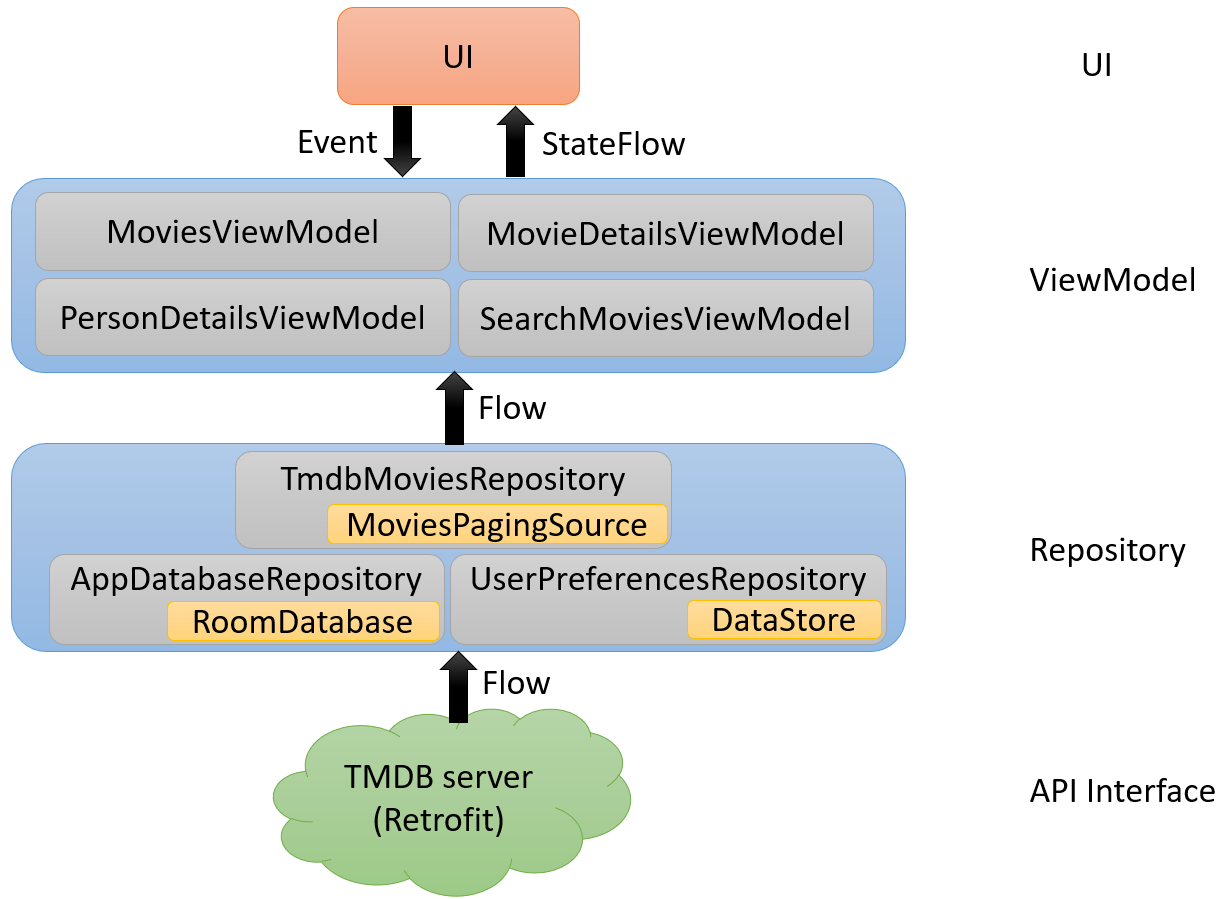 UI
UI
Event
StateFlow
MoviesViewModel
MovieDetailsViewModel
PersonDetailsViewModel
SearchMoviesViewModel
ViewModel
Flow
TmdbMoviesRepository
MoviesPagingSource
AppDatabaseRepository
RoomDatabase
UserPreferencesRepository
DataStore
Repository
Flow
TMDB server
(Retrofit)
API Interface